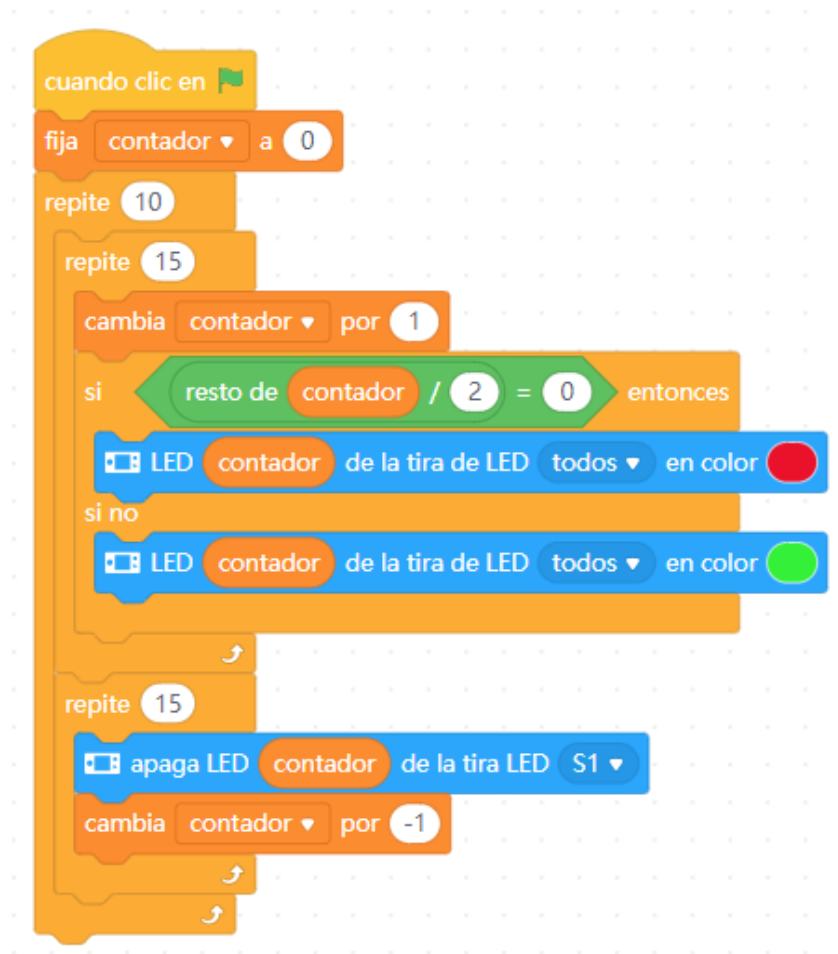 cuando clic en
fija contador a 0
repite 10
repite 15
cambia contador por 1
si resto de contador / 2 = 0 entonces
LED contador de la tira de LED todos en color
si no
LED contador de la tira de LED todos en color
repite 15
apaga LED contador de la tira LED S1
cambia contador por -1